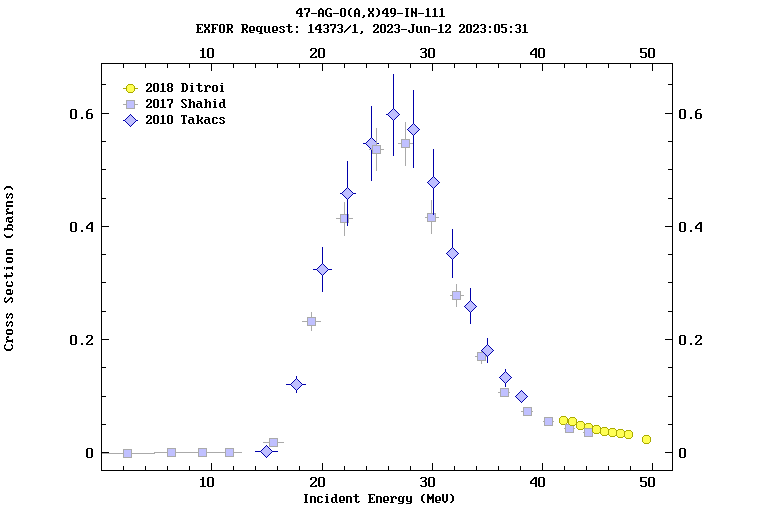 47-AG-0(A,X)49-IN-111
EXFOR Request: 14373/1, 2023-Jun-12 2023:05:31
10 20 30 40 50
2018 Ditroi
2017 Shahid
2010 Takacs
0.6 0.6
0.4 0.4
0.2 0.2
0 0
Cross Section (barns)
10 20 30 40 50
Incident Energy (MeV)